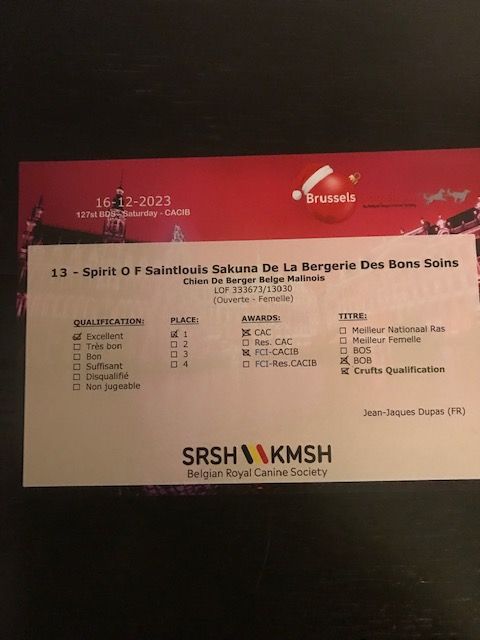 16-12-2023
127st BDS - Saturday - CACIB
Brussels
13 - Spirit O F Saintlouis Sakuna De La Bergerie Des Bons Soins
Chien De Berger Belge Malinois
LOF 333673/13030
(Ouverte - Femelle)
QUALIFICATION:
Excellent
Très bon
Bon
Suffisant
Disqualifié
Non jugeable
PLACE:
1
2
3
4
AWARDS:
CAC
Res. CAC
FCI-CACIB
FCI-Res.CACIB
TITRE:
Meilleur Nationaal Ras
Meilleur Femelle
BOS
BOB
Crufts Qualification
Jean-Jaques Dupas (FR)
SRSH KMSH
Belgian Royal Canine Society